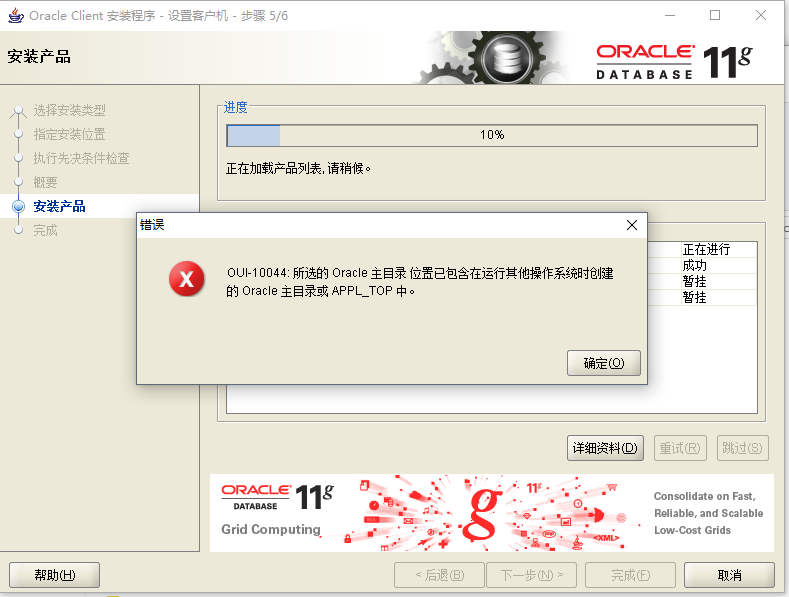 Oracle Client 安装程序 - 设置客户机 - 步骤 5/6
安装产品
ORACLE
DATABASE 11g
选择安装类型
指定安装位置
执行先决条件检查
概要
安装产品
完成
进度
10%
正在加载产品列表, 请稍候。
正在进行
成功
暂挂
暂挂
错误
OUI-10044: 所选的 Oracle 主目录 位置已包含在运行其他操作系统时创建
的 Oracle 主目录或 APPL_TOP 中。
确定(O)
详细资料(D)
重试(R)
跳过(S)
ORACLE
DATABASE 11g
Grid Computing
g
11g
<XML>
Consolidate on Fast,
Reliable, and Scalable
Low-Cost Grids
帮助(H)
< 后退(B)
下一步(N) >
完成(F)
取消